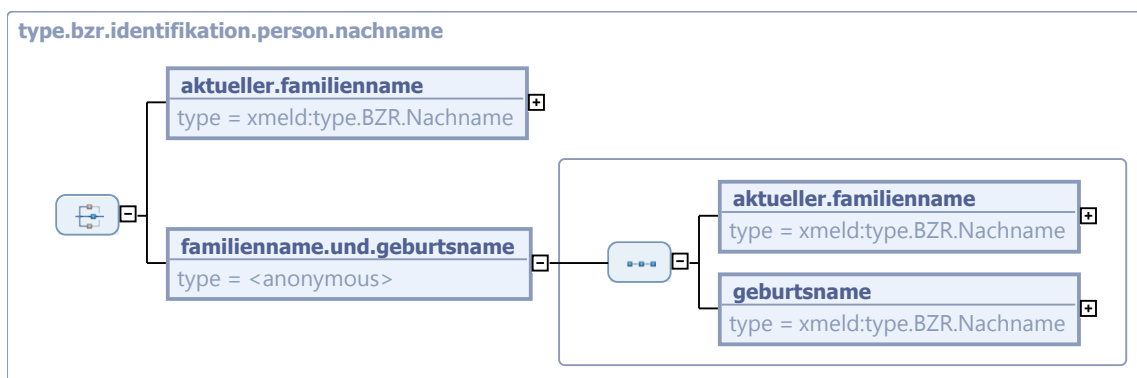 type.bzr.identifikation.person.nachname
aktueller.familienname
type = xmeld:type.BZR.Nachname
familienname.und.geburtsname
type = <anonymous>
aktueller.familienname
type = xmeld:type.BZR.Nachname
geburtsname
type = xmeld:type.BZR.Nachname